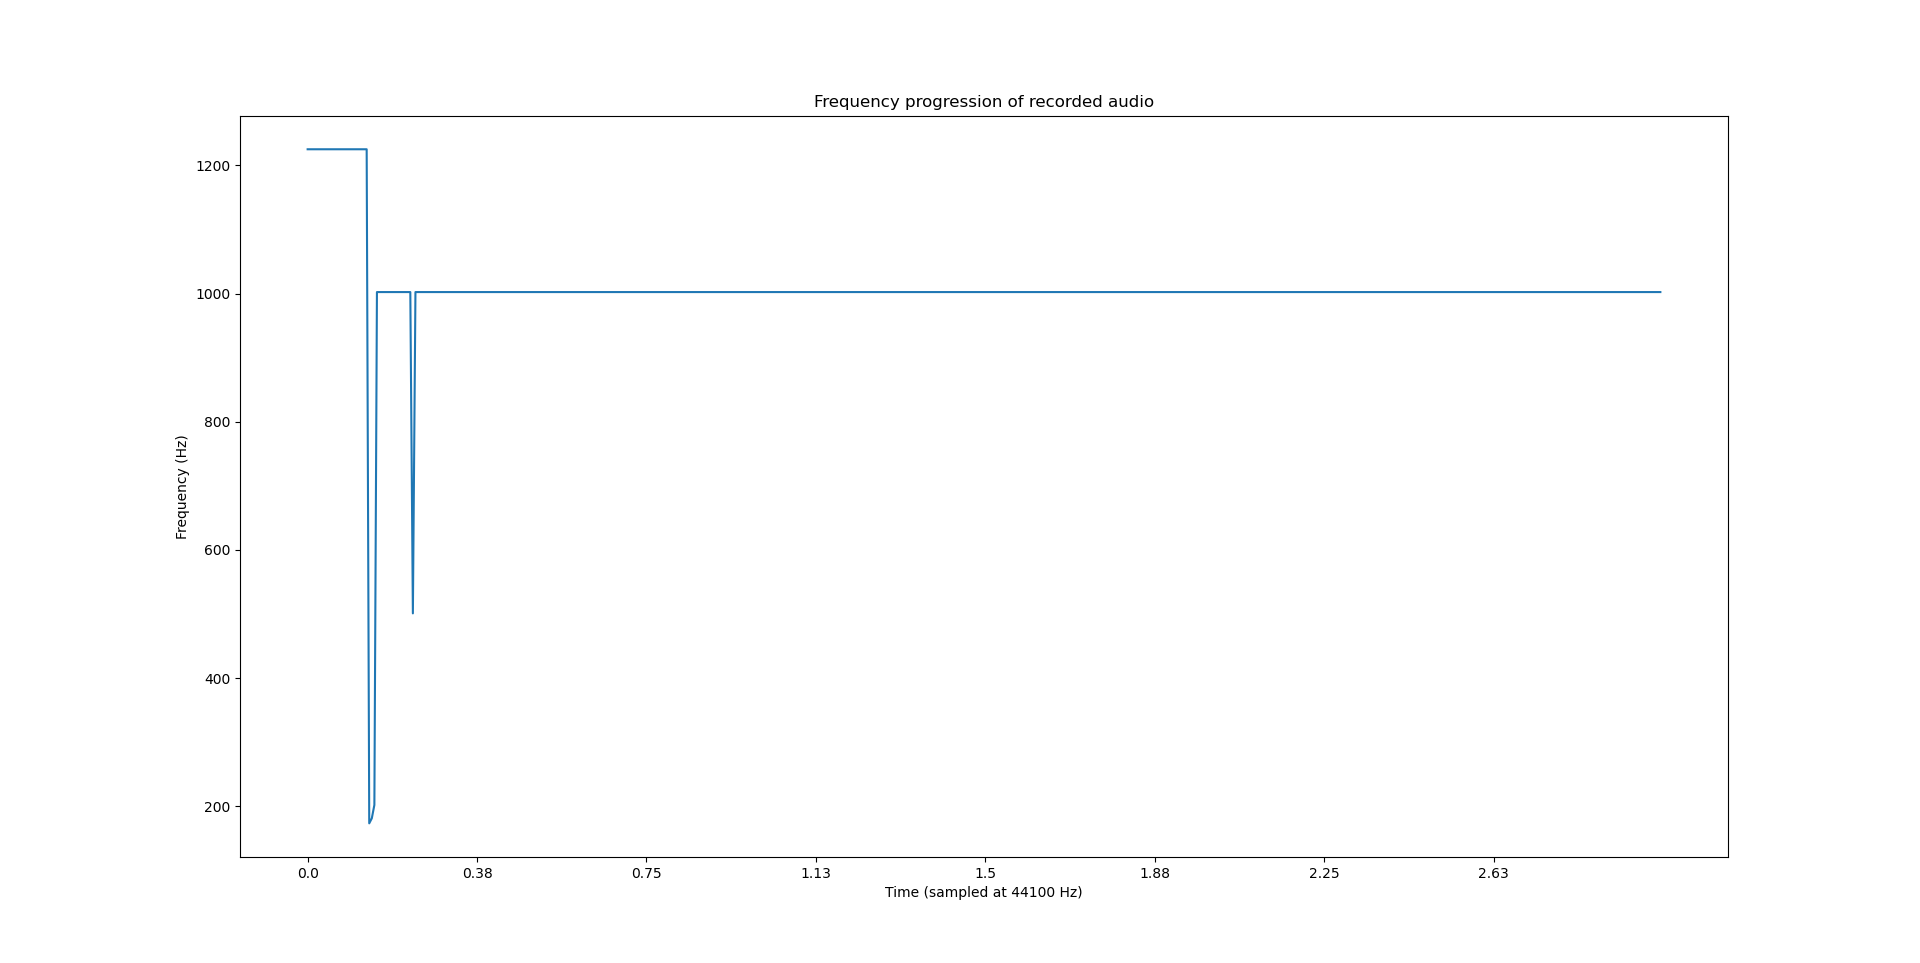 Frequency progression of recorded audio
Frequency (Hz)
1200
1000
800
600
400
200
0.0 0.38 0.75 1.13 1.5 1.88 2.25 2.63
Time (sampled at 44100 Hz)